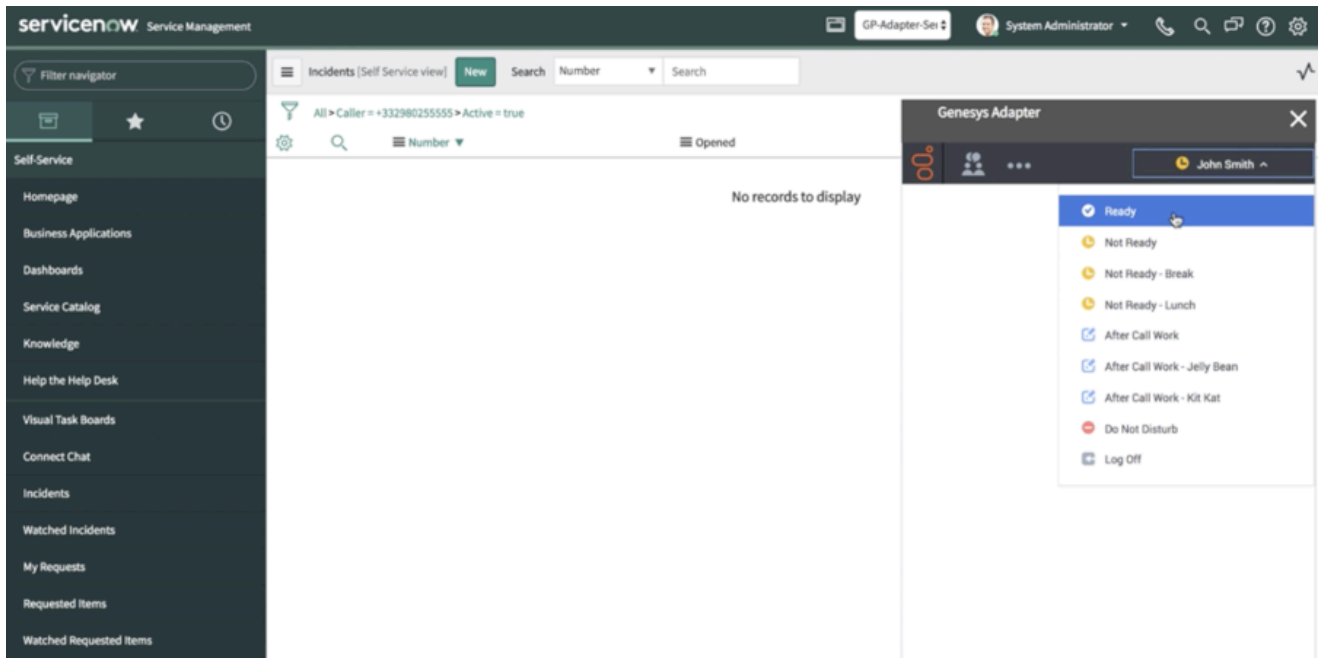 servicenow Service Management
GP-Adapter-Ser
System Administrator
Filter navigator
Incidents [Self Service view]
New
Search
Number
Search
All > Caller = +332980255555 > Active = true
Number
Opened
No records to display
Self-Service
Homepage
Business Applications
Dashboards
Service Catalog
Knowledge
Help the Help Desk
Visual Task Boards
Connect Chat
Incidents
Watched Incidents
My Requests
Requested Items
Watched Requested Items
Genesys Adapter
John Smith
Ready
Not Ready
Not Ready - Break
Not Ready - Lunch
After Call Work
After Call Work - Jelly Bean
After Call Work - Kit Kat
Do Not Disturb
Log Off